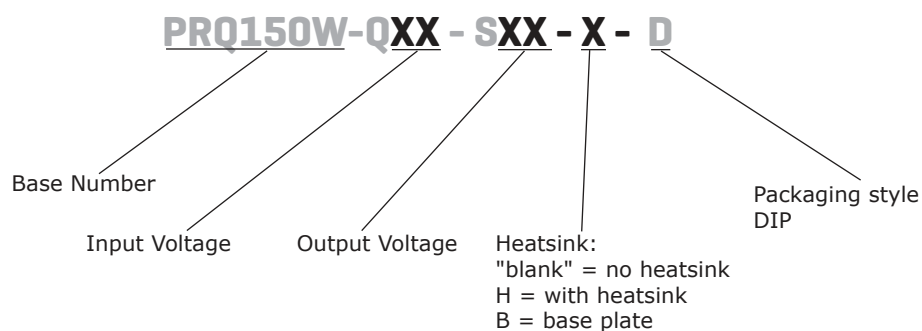 PRQ150W-QXX - SXX - X - D
Base Number
Input Voltage
Output Voltage
Heatsink:
"blank" = no heatsink
H = with heatsink
B = base plate
Packaging style
DIP